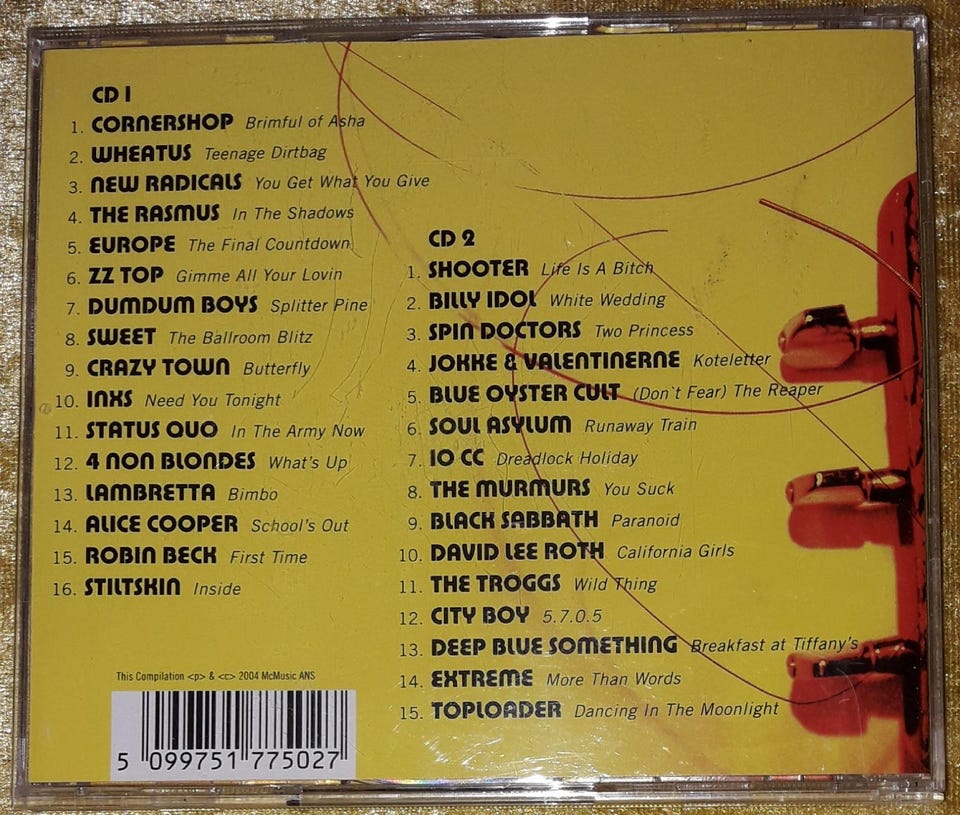 CD 1
1. CORNERSHOP Brimful of Asha
2. WHEATUS Teenage Dirtbag
3. NEW RADICALS You Get What You Give
4. THE RASMUS In The Shadows
5. EUROPE The Final Countdown
6. ZZ TOP Gimme All Your Lovin
7. DUMDUM BOYS Splitter Pine
8. SWEET The Ballroom Blitz
9. CRAZY TOWN Butterfly
10. INXS Need You Tonight
11. STATUS QUO In The Army Now
12. 4 NON BLONDES What's Up
13. LAMBRETTA Bimbo
14. ALICE COOPER School's Out
15. ROBIN BECK First Time
16. STILTSKIN Inside
CD 2
1. SHOOTER Life Is A Bitch
2. BILLY IDOL White Wedding
3. SPIN DOCTORS Two Princess
4. JOKKE & VALENTINERNE Koteletter
5. BLUE OYSTER CULT (Don`t Fear) The Reaper
6. SOUL ASYLUM Runaway Train
7. 10 CC Dreadlock Holiday
8. THE MURMURS You Suck
9. BLACK SABBATH Paranoid
10. DAVID LEE ROTH California Girls
11. THE TROGGS Wild Thing
12. CITY BOY 5.7.0.5
13. DEEP BLUE SOMETHING Breakfast at Tiffany's
14. EXTREME More Than Words
15. TOPLOADER Dancing In The Moonlight
This Compilation <p> & <c> 2004 McMusic ANS
5 099751 775027